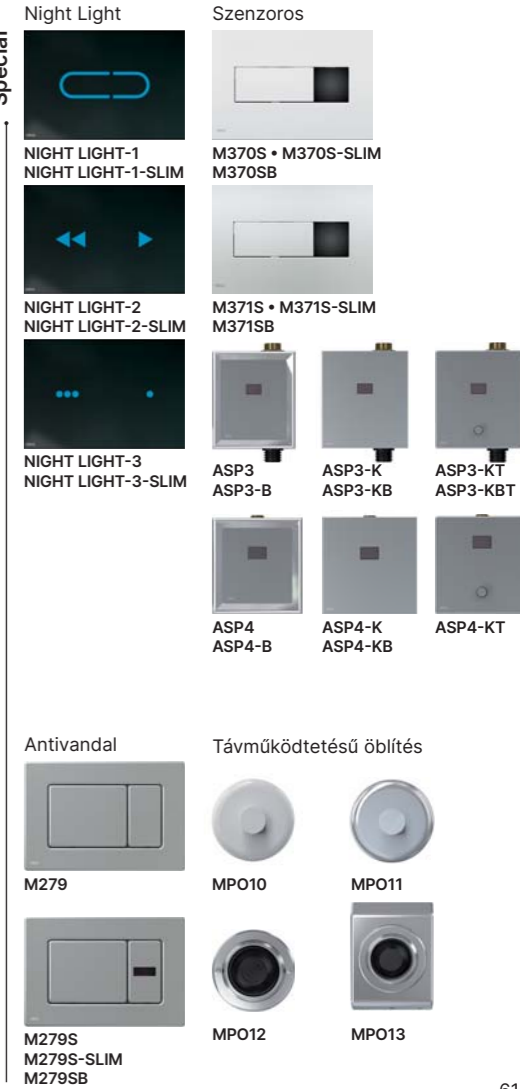 Special
Night Light
NIGHT LIGHT-1
NIGHT LIGHT-1-SLIM
NIGHT LIGHT-2
NIGHT LIGHT-2-SLIM
NIGHT LIGHT-3
NIGHT LIGHT-3-SLIM
Szenzoros
M370S • M370S-SLIM
M370SB
M371S • M371S-SLIM
M371SB
ASP3
ASP3-B
ASP3-K
ASP3-KB
ASP3-KT
ASP3-KBT
ASP4
ASP4-B
ASP4-K
ASP4-KB
ASP4-KT
Antivandal
M279
M279S
M279S-SLIM
M279SB
Távműködtetésű öblítés
MPO10
MPO11
MPO12
MPO13
61